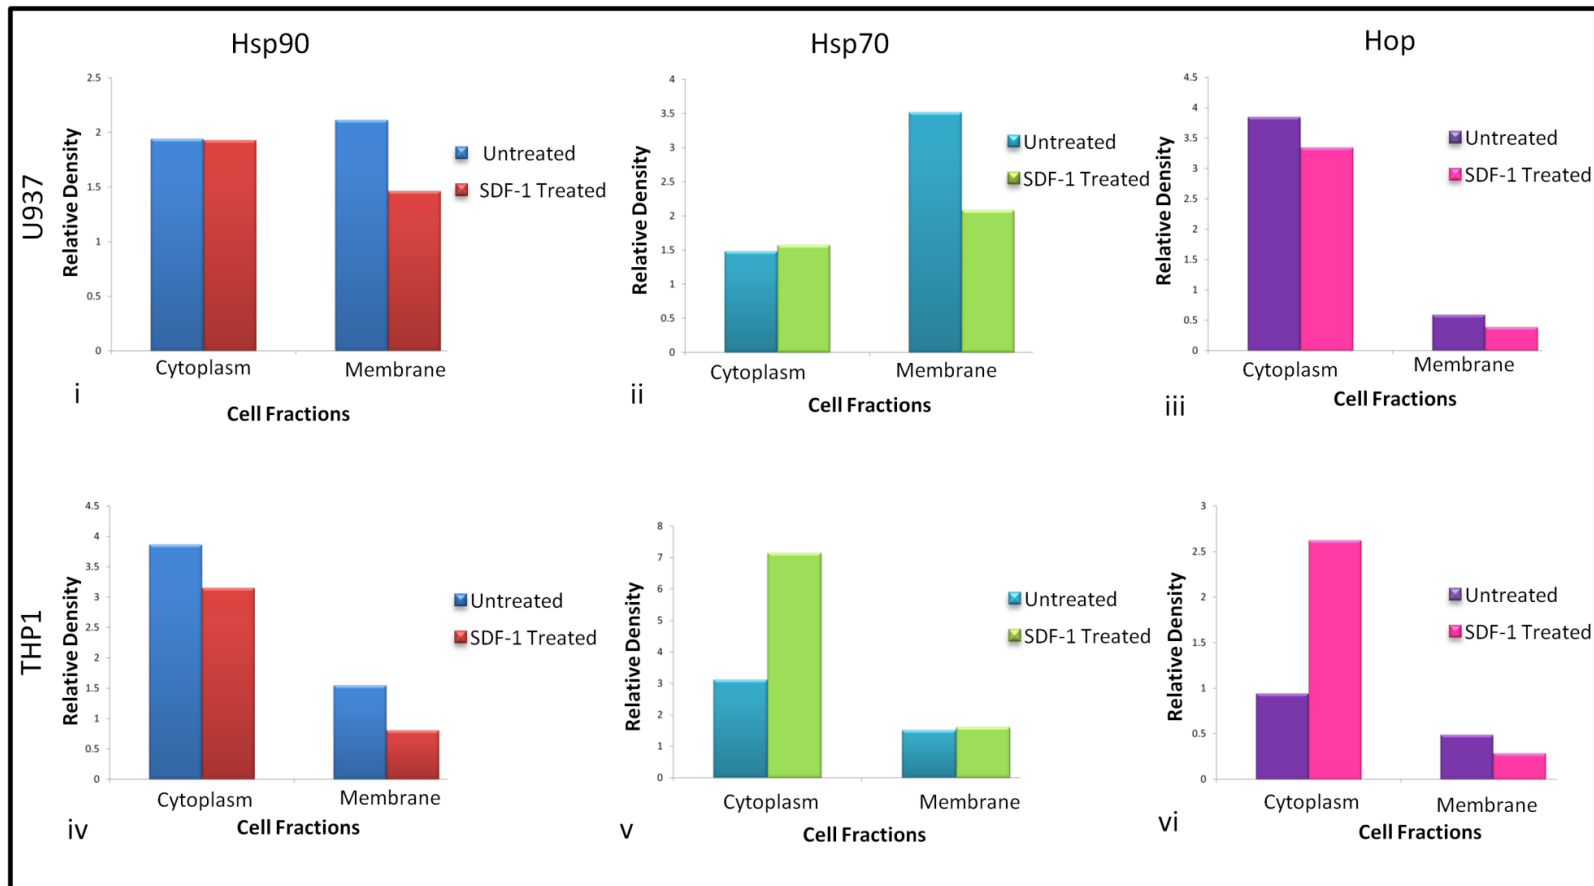 Hsp90
Hsp70
Hop
U937
2.5
2
1.5
1
0.5
0
Relative Density
Untreated
SDF-1 Treated
Cytoplasm
Membrane
i
Cell Fractions
4
3.5
3
2.5
2
1.5
1
0.5
0
Relative Density
Untreated
SDF-1 Treated
Cytoplasm
Membrane
ii
Cell Fractions
4.5
4
3.5
3
2.5
2
1.5
1
0.5
0
Relative Density
Untreated
SDF-1 Treated
Cytoplasm
Membrane
iii
Cell Fractions
THP1
4.5
4
3.5
3
2.5
2
1.5
1
0.5
0
Relative Density
Untreated
SDF-1 Treated
Cytoplasm
Membrane
iv
Cell Fractions
8
7
6
5
4
3
2
1
0
Relative Density
Untreated
SDF-1 Treated
Cytoplasm
Membrane
v
Cell Fractions
3
2.5
2
1.5
1
0.5
0
Relative Density
Untreated
SDF-1 Treated
Cytoplasm
Membrane
vi
Cell Fractions